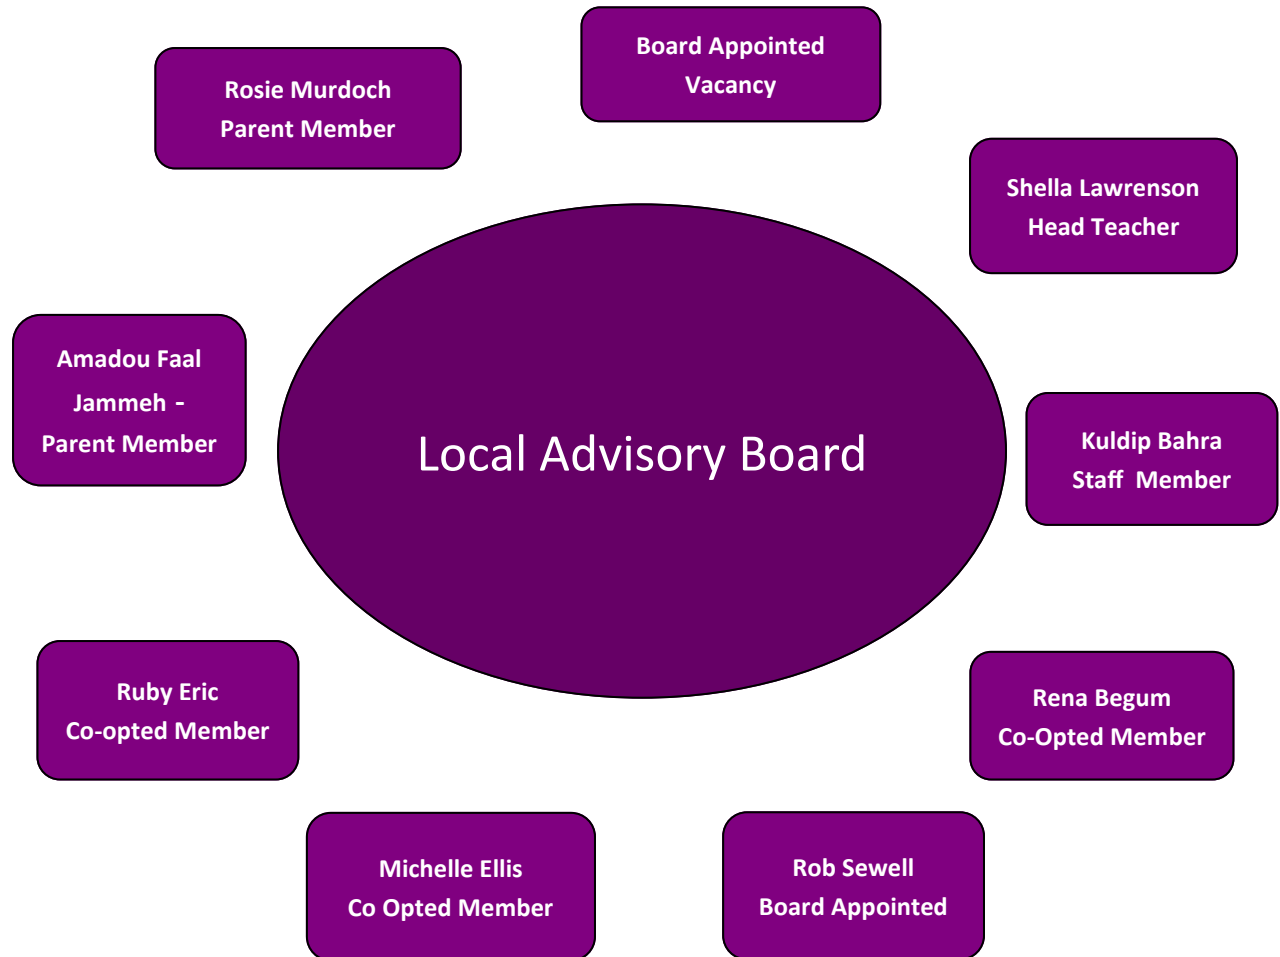 Board Appointed
Vacancy
Rosie Murdoch
Parent Member
Shella Lawrenson
Head Teacher
Amadou Faal
Jammeh -
Parent Member
Local Advisory Board
Kuldip Bahra
Staff  Member
Ruby Eric
Co-opted Member
Rena Begum
Co-Opted Member
Michelle Ellis
Co Opted Member
Rob Sewell
Board Appointed